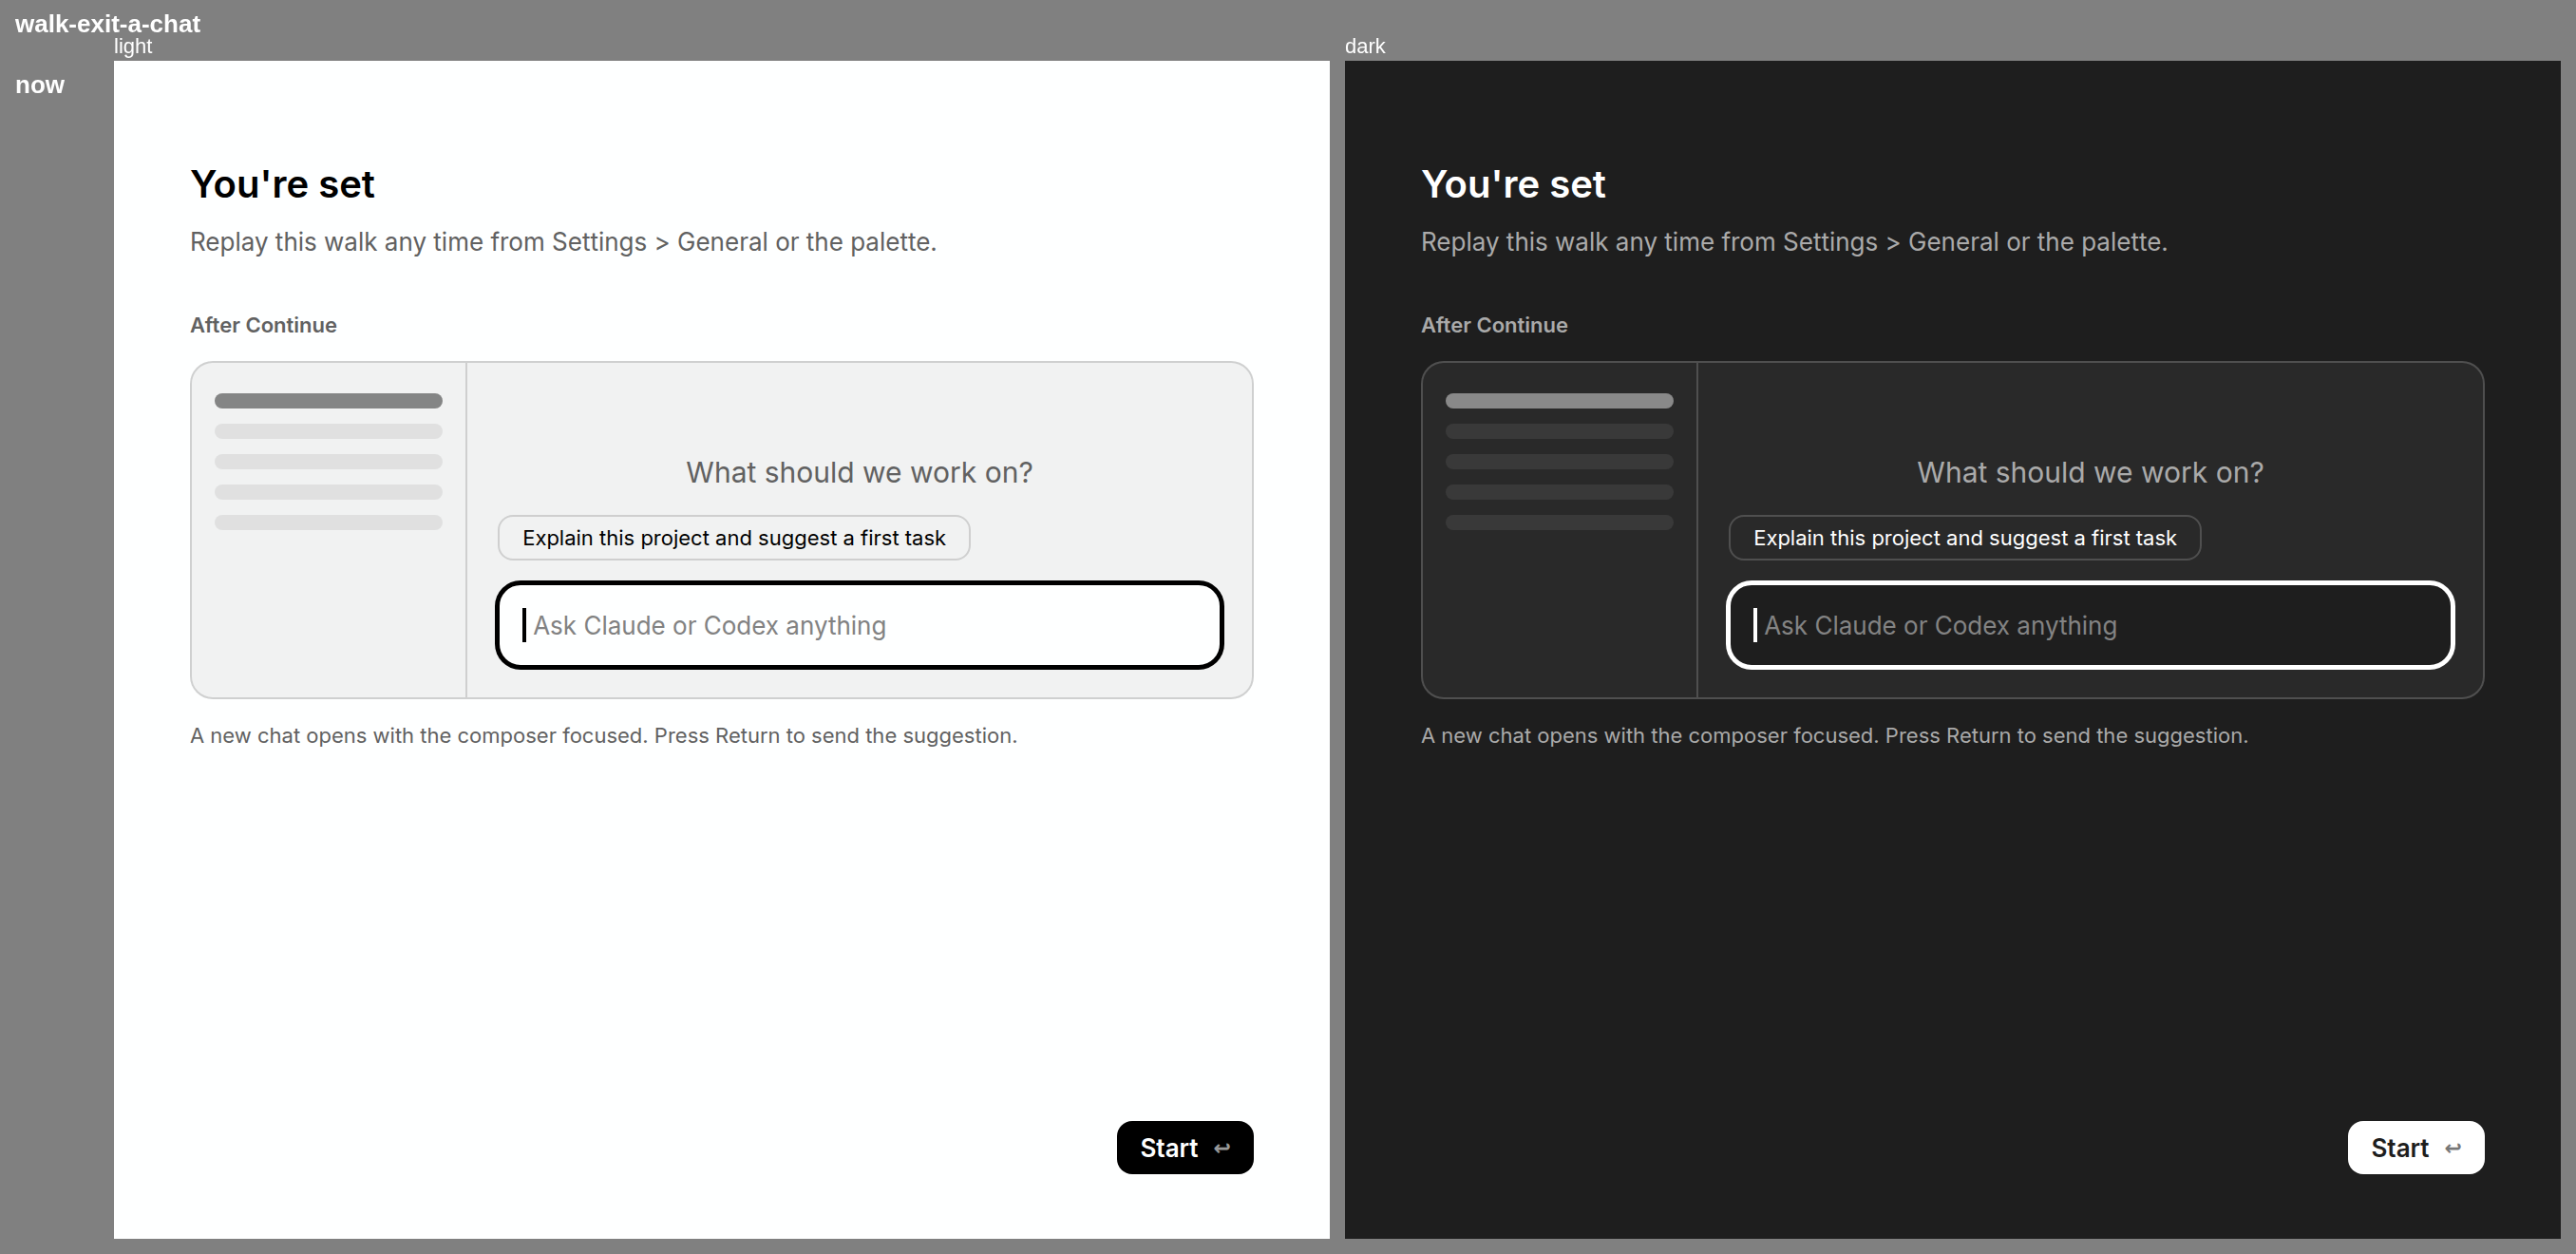 walk-exit-a-chat
light
dark
now
You're set
Replay this walk any time from Settings > General or the palette.
After Continue
What should we work on?
Explain this project and suggest a first task
Ask Claude or Codex anything
A new chat opens with the composer focused. Press Return to send the suggestion.
Start ↩
You're set
Replay this walk any time from Settings > General or the palette.
After Continue
What should we work on?
Explain this project and suggest a first task
Ask Claude or Codex anything
A new chat opens with the composer focused. Press Return to send the suggestion.
Start ↩